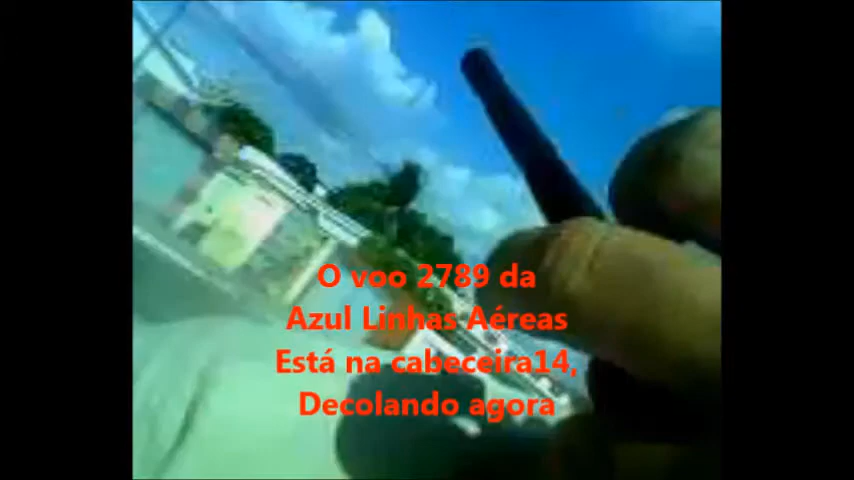 O voo 2789 da
Azul Linhas Aéreas
Está na cabeceira14,
Decolando agora